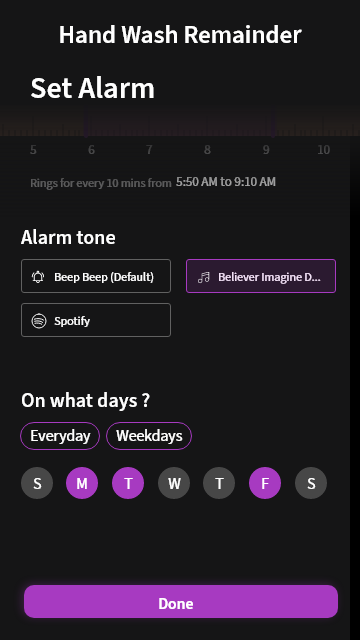 Hand Wash Remainder
Set Alarm
5 6 7 8 9 10
Rings for every 10 mins from 5:50 AM to 9:10 AM
Alarm tone
Beep Beep (Default) Believer Imagine D...
Spotify
On what days ?
Everyday Weekdays
S M T W T F S
Done